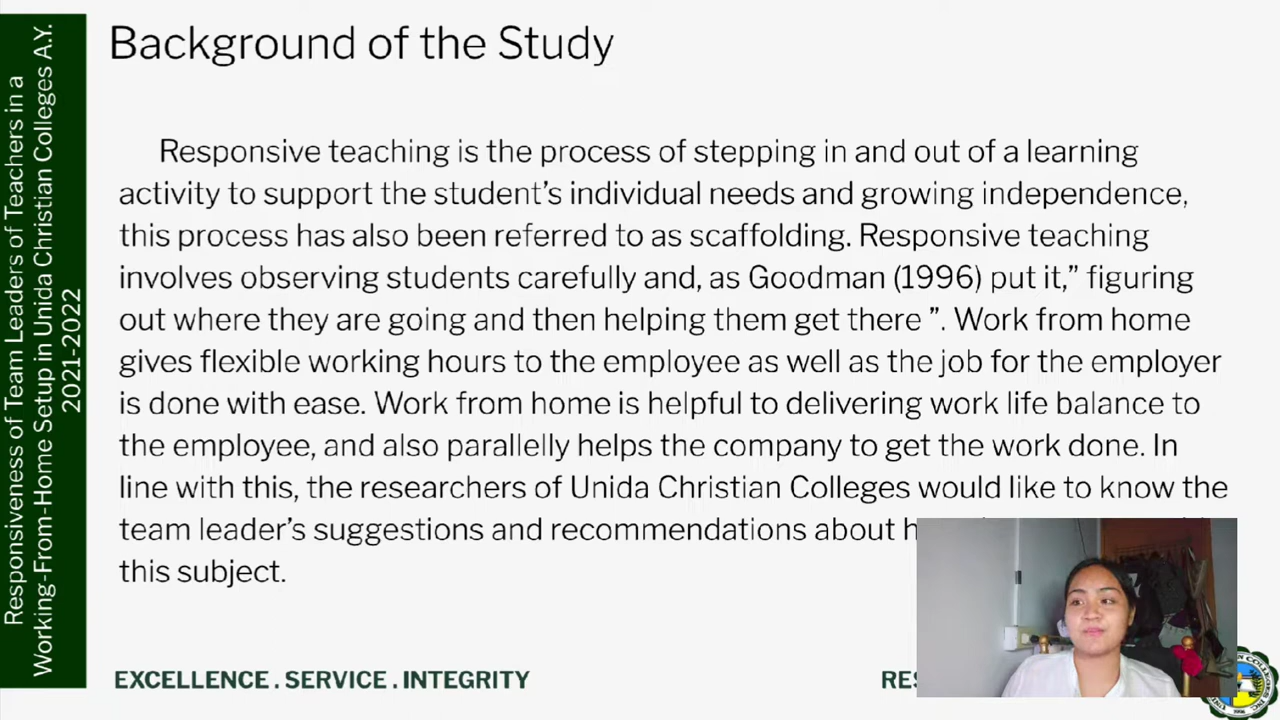 Responsiveness of Team Leaders of Teachers in a
Working-From-Home Setup in Unida Christian Colleges A.Y.
2021-2022
Background of the Study
Responsive teaching is the process of stepping in and out of a learning
activity to support the student’s individual needs and growing independence,
this process has also been referred to as scaffolding. Responsive teaching
involves observing students carefully and, as Goodman (1996) put it,” figuring
out where they are going and then helping them get there ”. Work from home
gives flexible working hours to the employee as well as the job for the employer
is done with ease. Work from home is helpful to delivering work life balance to
the employee, and also parallelly helps the company to get the work done. In
line with this, the researchers of Unida Christian Colleges would like to know the
team leader’s suggestions and recommendations about
this subject.
EXCELLENCE . SERVICE . INTEGRITY